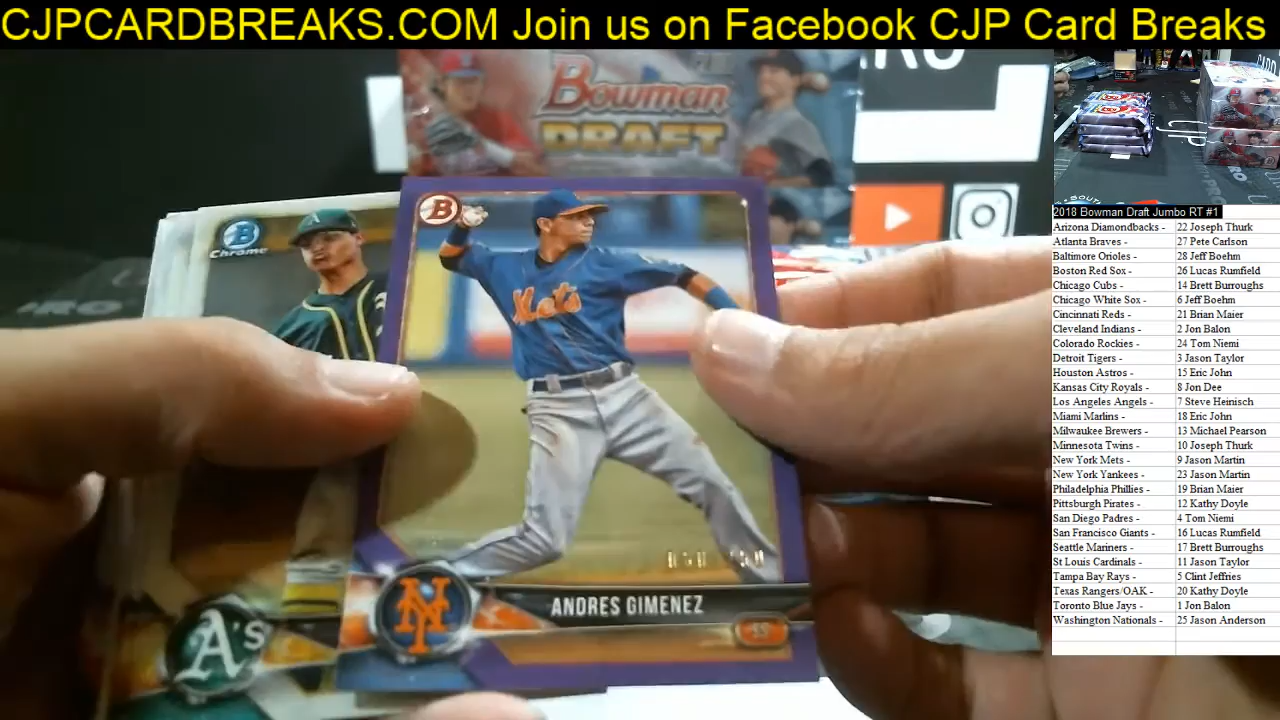 CJPCARDBREAKS.COM Join us on Facebook CJP Card Breaks
Bowman
DRAFT
B
Chrome
A
Mets
ANDRES GIMENEZ
SS
NY
A's
CJP
2018 Bowman Draft Jumbo RT #1
Arizona Diamondbacks - 22 Joseph Thurk
Atlanta Braves - 27 Pete Carlson
Baltimore Orioles - 28 Jeff Boehm
Boston Red Sox - 26 Lucas Rumfield
Chicago Cubs - 14 Brett Burroughs
Chicago White Sox - 6 Jeff Boehm
Cincinnati Reds - 21 Brian Maier
Cleveland Indians - 2 Jon Balon
Colorado Rockies - 24 Tom Niemi
Detroit Tigers - 3 Jason Taylor
Houston Astros - 15 Eric John
Kansas City Royals - 8 Jon Dee
Los Angeles Angels - 7 Steve Heinisch
Miami Marlins - 18 Eric John
Milwaukee Brewers - 13 Michael Pearson
Minnesota Twins - 10 Joseph Thurk
New York Mets - 9 Jason Martin
New York Yankees - 23 Jason Martin
Philadelphia Phillies - 19 Brian Maier
Pittsburgh Pirates - 12 Kathy Doyle
San Diego Padres - 4 Tom Niemi
San Francisco Giants - 16 Lucas Rumfield
Seattle Mariners - 17 Brett Burroughs
St Louis Cardinals - 11 Jason Taylor
Tampa Bay Rays - 5 Clint Jeffries
Texas Rangers/OAK - 20 Kathy Doyle
Toronto Blue Jays - 1 Jon Balon
Washington Nationals - 25 Jason Anderson